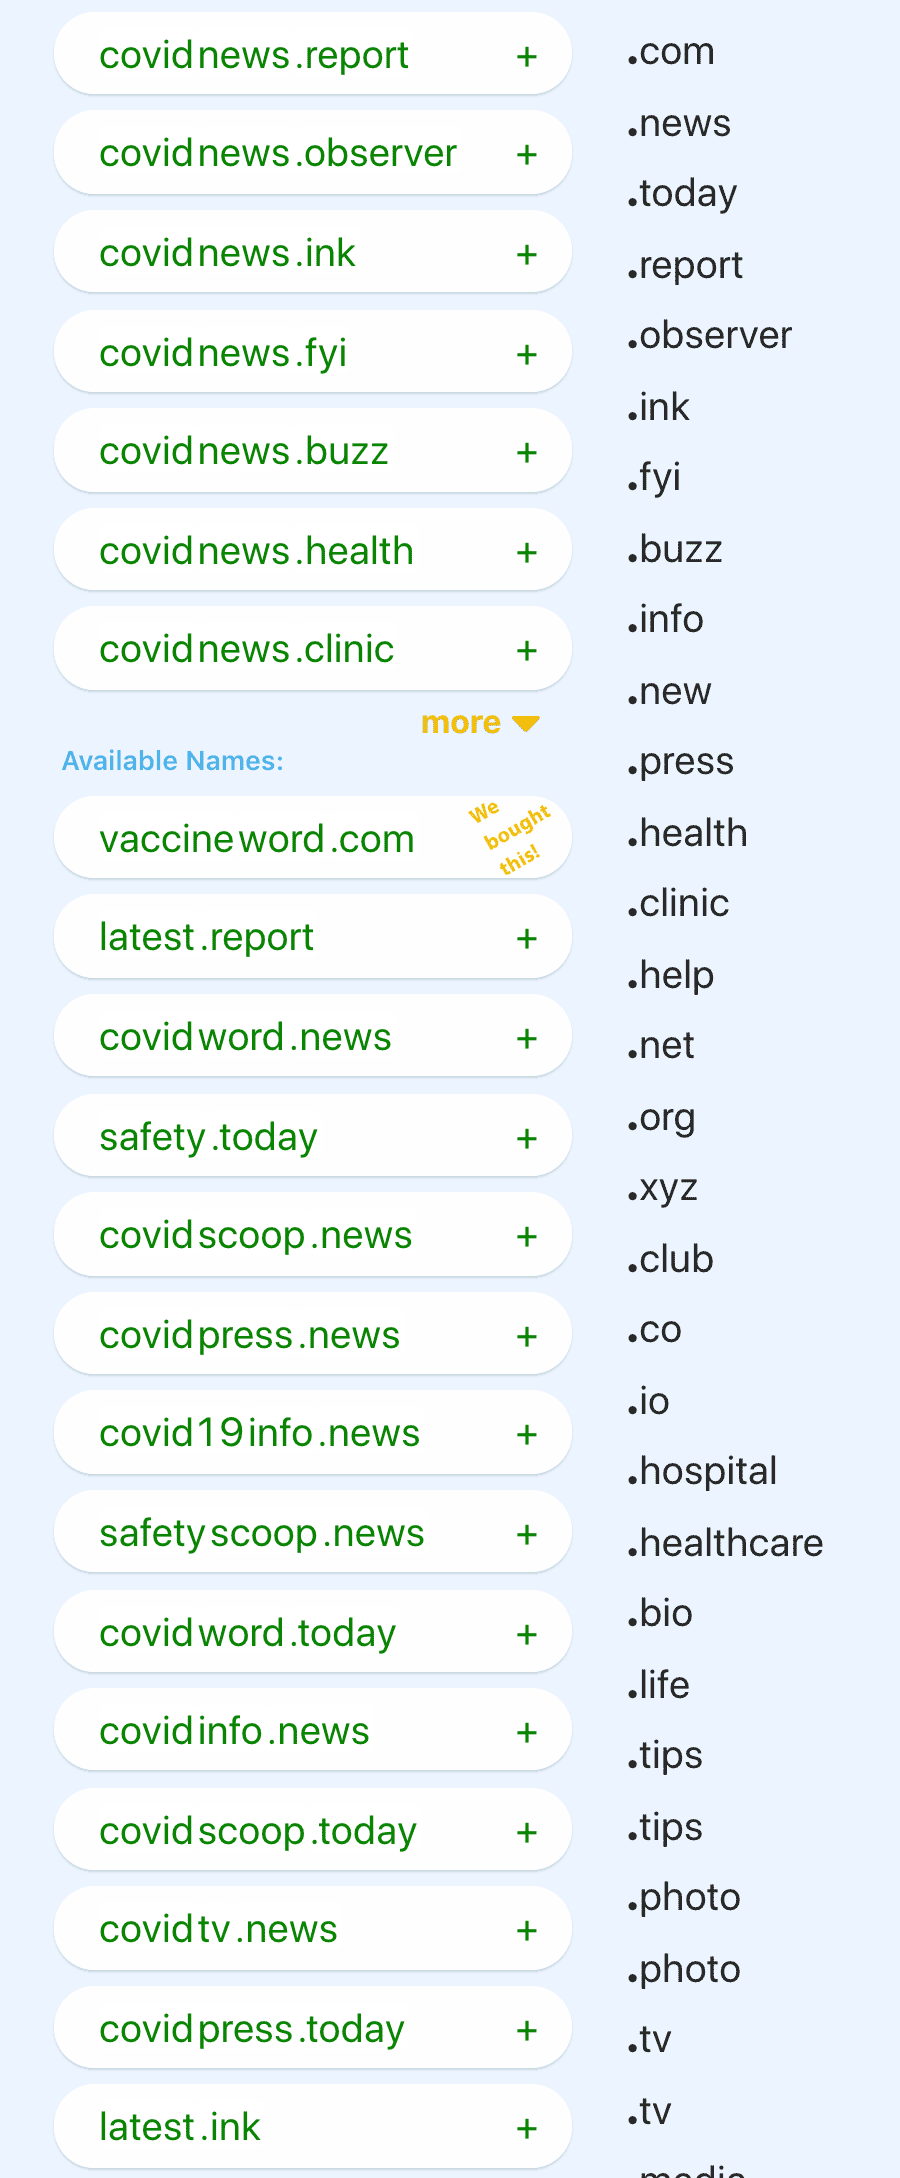 covidnews.report +
covidnews.observer +
covidnews.ink +
covidnews.fyi +
covidnews.buzz +
covidnews.health +
covidnews.clinic +
more
Available Names:
vaccineword.com
We
bought
this!
latest.report +
covidword.news +
safety.today +
covidscoop.news +
covidpress.news +
covid19info.news +
safetyscoop.news +
covidword.today +
covidinfo.news +
covidscoop.today +
covidtv.news +
covidpress.today +
latest.ink +
.com
.news
.today
.report
.observer
.ink
.fyi
.buzz
.info
.new
.press
.health
.clinic
.help
.net
.org
.xyz
.club
.co
.io
.hospital
.healthcare
.bio
.life
.tips
.tips
.photo
.photo
.tv
.tv